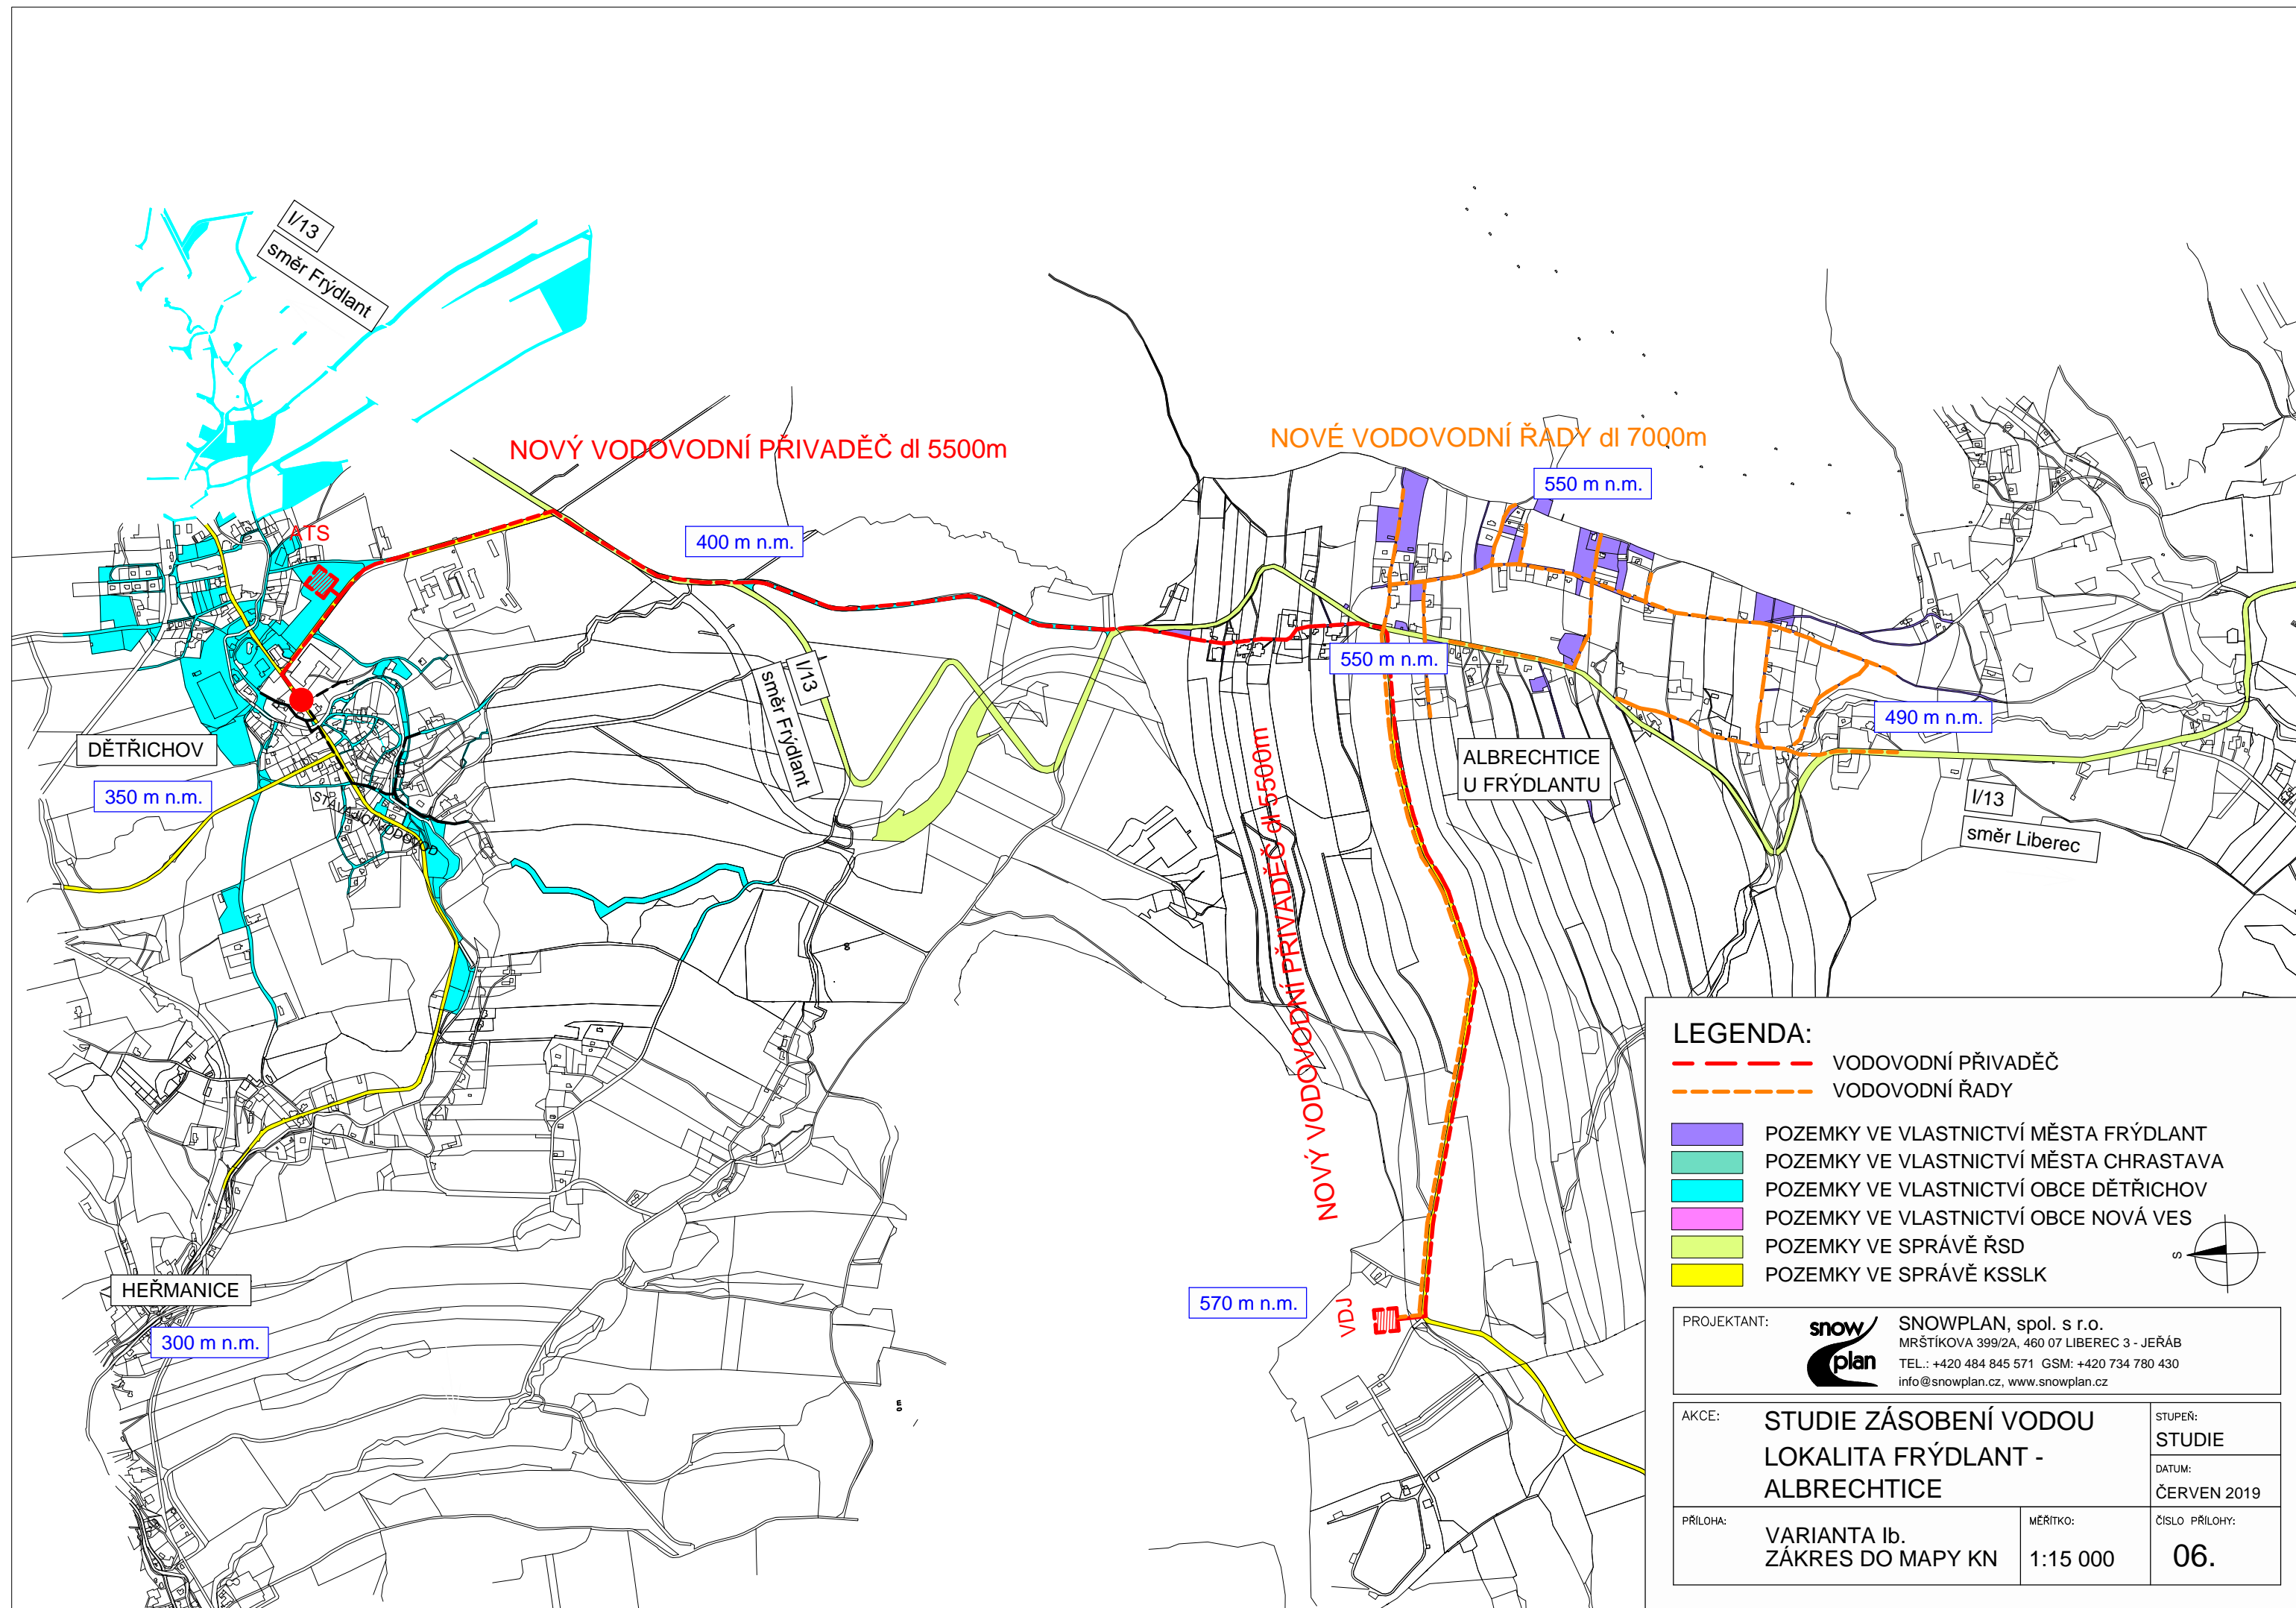 I/13
směr Frýdlant
NOVÝ VODOVODNÍ PŘIVADĚČ dl 5500m
NOVÉ VODOVODNÍ ŘADY dl 7000m
550 m n.m.
400 m n.m.
ATS
I/13
směr Frýdlant
550 m n.m.
490 m n.m.
DĚTŘICHOV
350 m n.m.
STÁVAJÍCÍ VODOVOD
ALBRECHTICE
U FRÝDLANTU
I/13
směr Liberec
NOVÝ VODOVODNÍ PŘIVADĚČ dl 5500m
HEŘMANICE
300 m n.m.
570 m n.m.
VDJ
LEGENDA:
VODOVODNÍ PŘIVADĚČ
VODOVODNÍ ŘADY
POZEMKY VE VLASTNICTVÍ MĚSTA FRÝDLANT
POZEMKY VE VLASTNICTVÍ MĚSTA CHRASTAVA
POZEMKY VE VLASTNICTVÍ OBCE DĚTŘICHOV
POZEMKY VE VLASTNICTVÍ OBCE NOVÁ VES
POZEMKY VE SPRÁVĚ ŘSD
POZEMKY VE SPRÁVĚ KSSLK
S
PROJEKTANT:
snow
plan
SNOWPLAN, spol. s r.o.
MRŠTÍKOVA 399/2A, 460 07 LIBEREC 3 - JEŘÁB
TEL.: +420 484 845 571 GSM: +420 734 780 430
info@snowplan.cz, www.snowplan.cz
AKCE:
STUDIE ZÁSOBENÍ VODOU
LOKALITA FRÝDLANT -
ALBRECHTICE
STUPEŇ:
STUDIE
DATUM:
ČERVEN 2019
PŘÍLOHA:
VARIANTA Ib.
ZÁKRES DO MAPY KN
MĚŘÍTKO:
1:15 000
ČÍSLO PŘÍLOHY:
06.